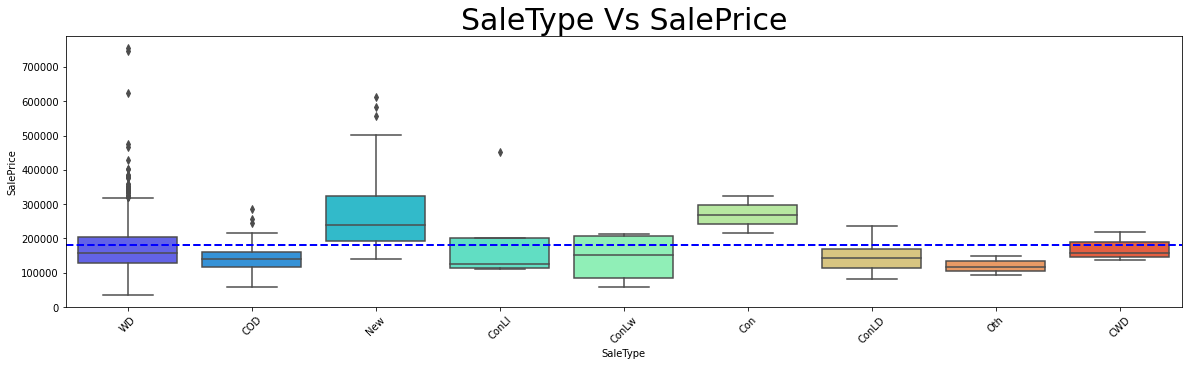 SaleType Vs SalePrice
SalePrice
700000
600000
500000
400000
300000
200000
100000
0
WD
COD
New
ConLI
ConLw
Con
ConLD
Oth
CWD
SaleType